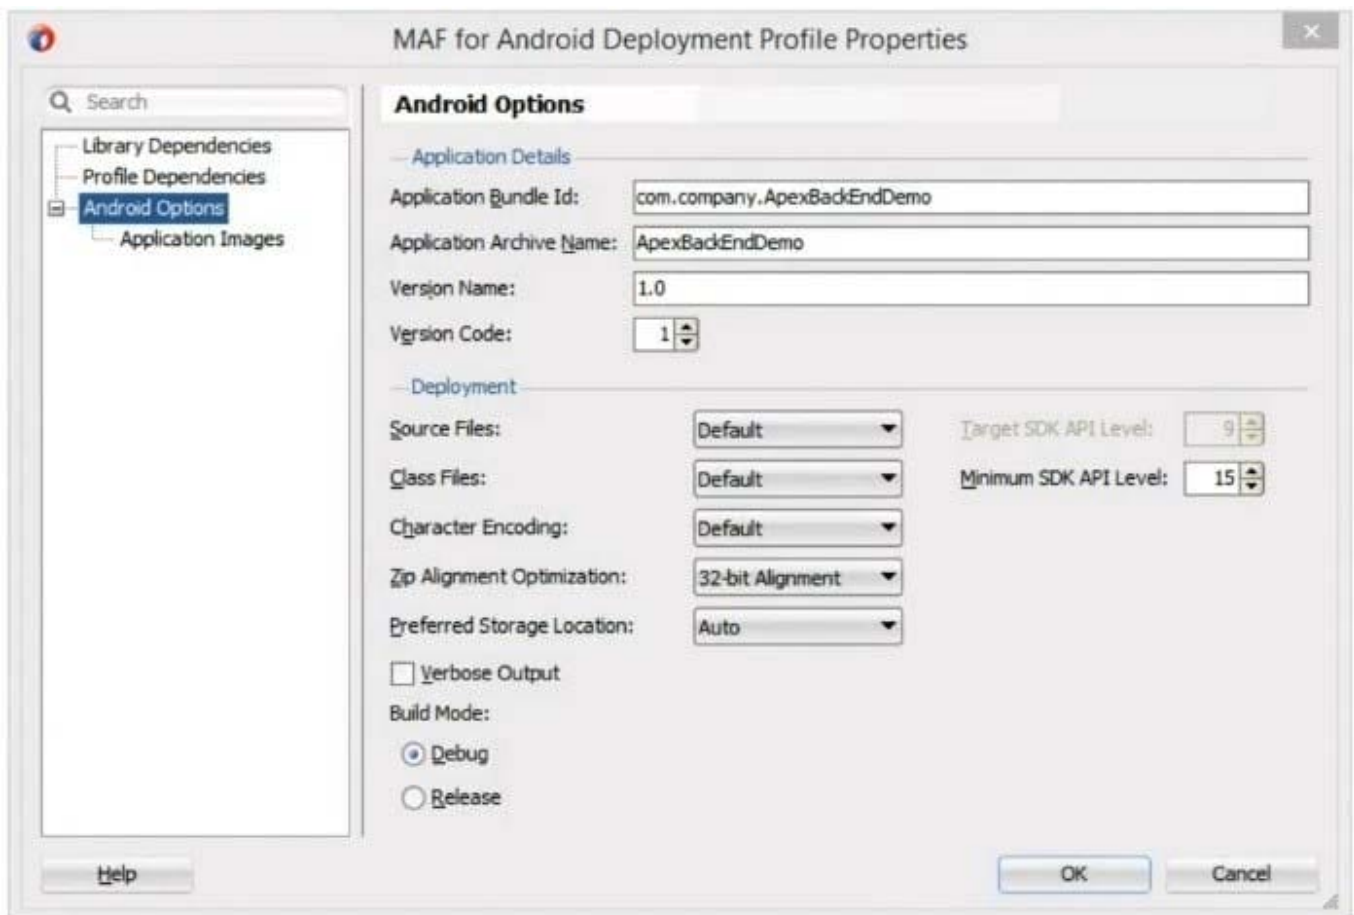 MAF for Android Deployment Profile Properties
Search
Library Dependencies
Profile Dependencies
Android Options
Application Images
Android Options
Application Details
Application Bundle Id: com.company.ApexBackEndDemo
Application Archive Name: ApexBackEndDemo
Version Name: 1.0
Version Code: 1
Deployment
Source Files: Default Target SDK API Level: 9
Class Files: Default Minimum SDK API Level: 15
Character Encoding: Default
Zip Alignment Optimization: 32-bit Alignment
Preferred Storage Location: Auto
Verbose Output
Build Mode:
Debug
Release
Help OK Cancel